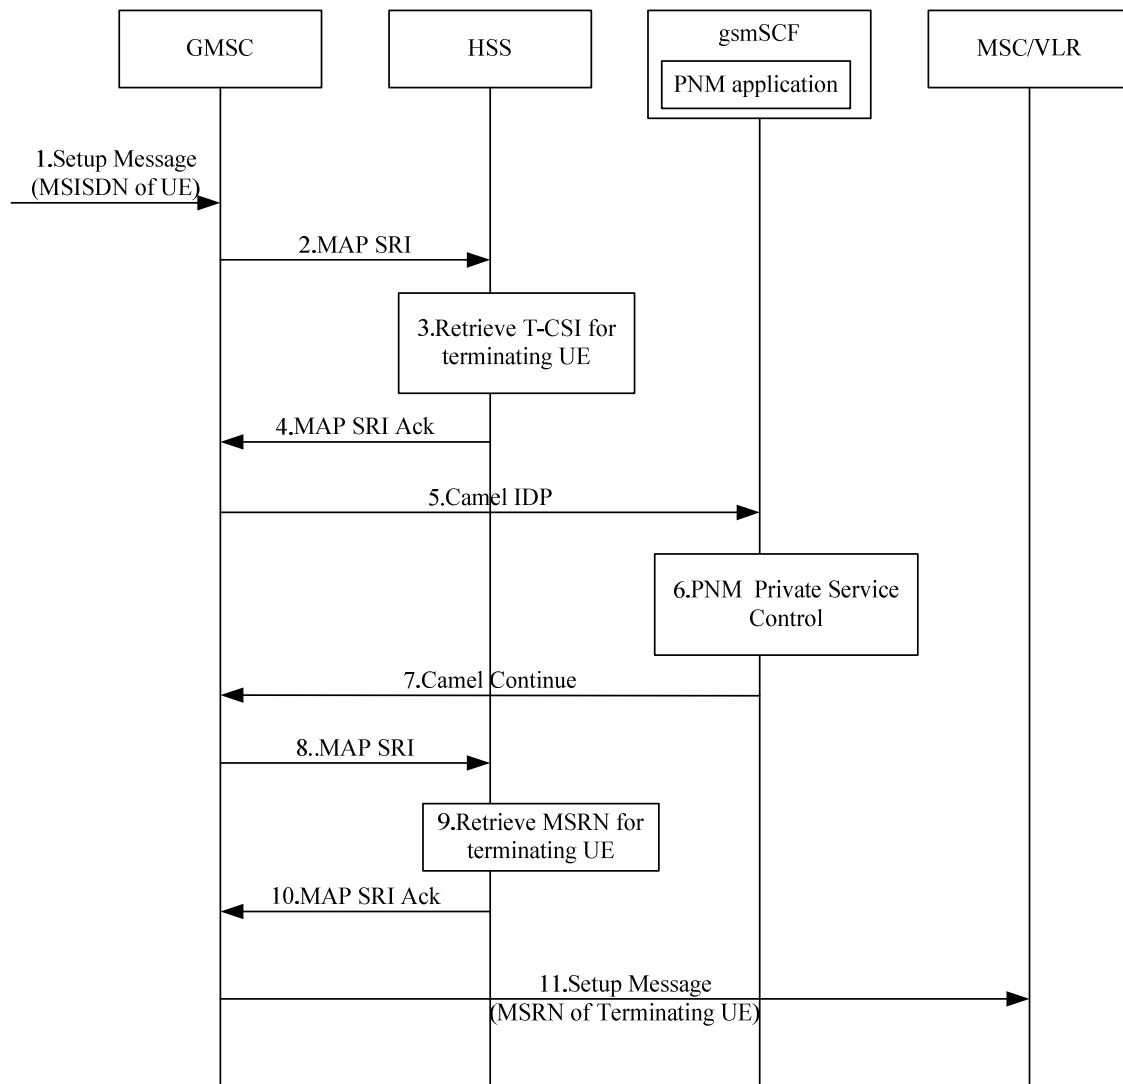 GMSC
HSS
gsmSCF
PNM application
MSC/VLR
1.Setup Message
(MSISDN of UE)
2.MAP SRI
3.Retrieve T-CSI for
terminating UE
4.MAP SRI Ack
5.Camel IDP
6.PNM Private Service
Control
7.Camel Continue
8..MAP SRI
9.Retrieve MSRN for
terminating UE
10.MAP SRI Ack
11.Setup Message
(MSRN of Terminating UE)